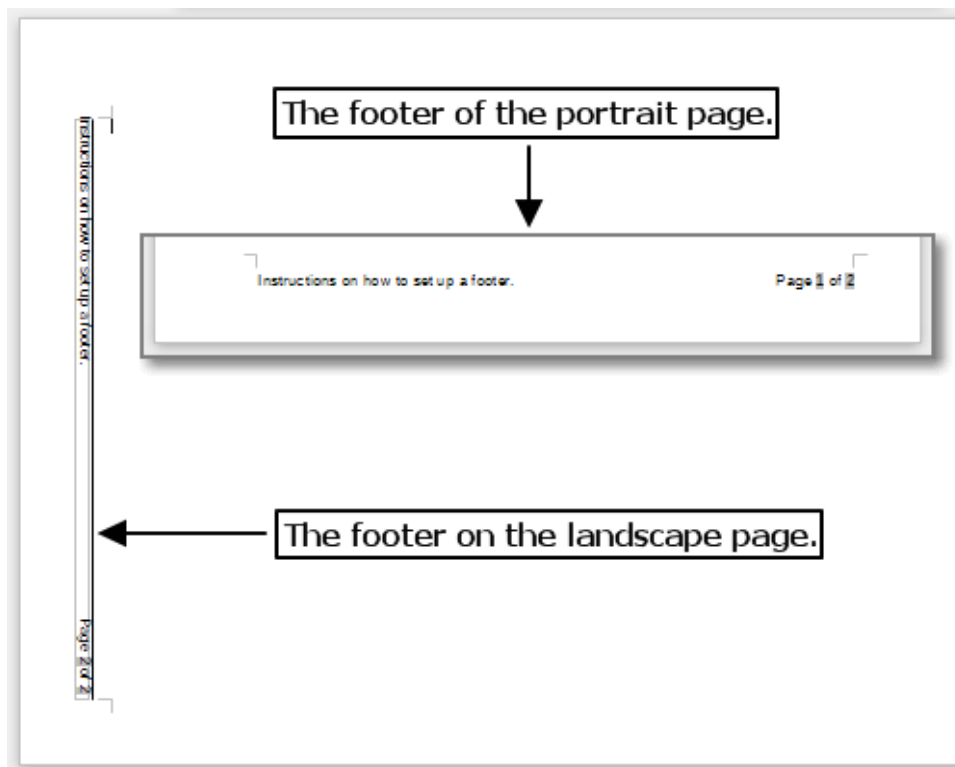 The footer of the portrait page.
Instructions on how to set up a footer. Page 1 of 2
The footer on the landscape page.
Instructions on how to set up a footer. Page 2 of 2